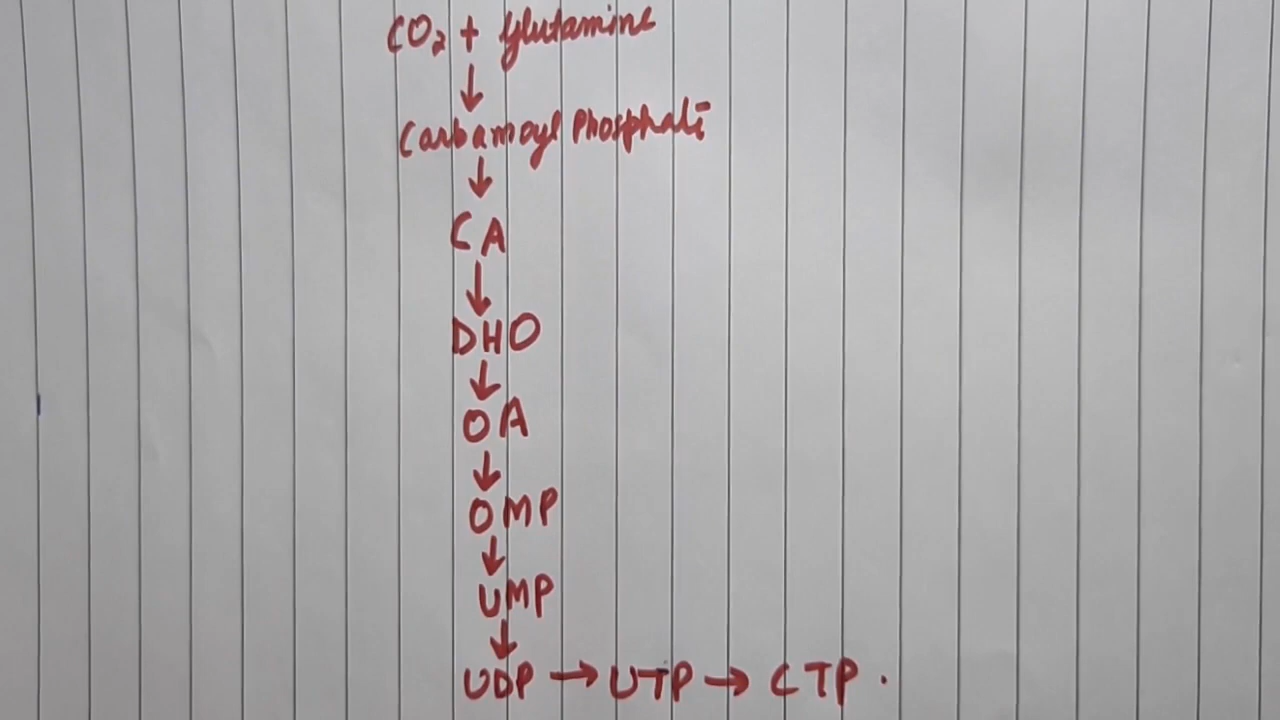 CO₂ + Glutamine
↓
Carbamoyl Phosphate
↓
CA
↓
DHO
↓
OA
↓
OMP
↓
UMP
↓
UDP → UTP → CTP.